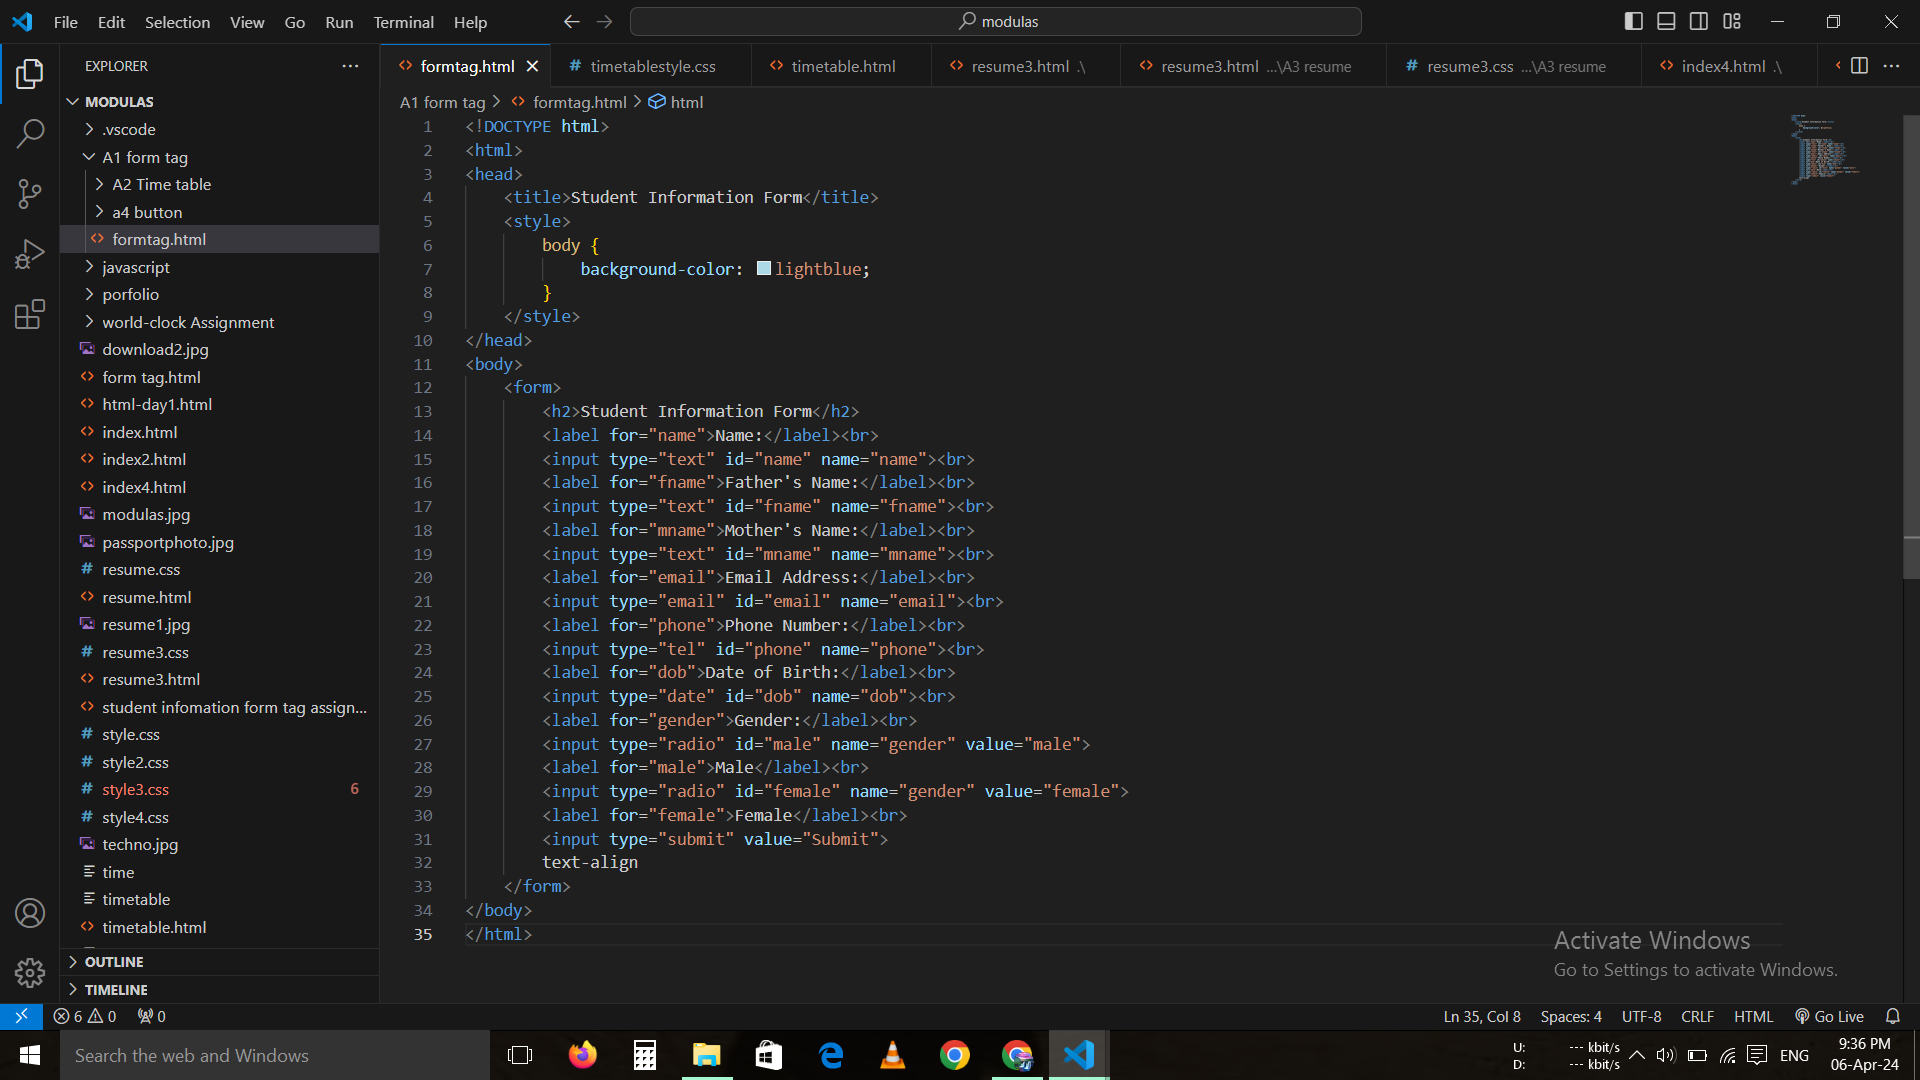 File Edit Selection View Go Run Terminal Help
modulas
EXPLORER
formtag.html
timetablestyle.css
timetable.html
resume3.html .\
resume3.html ...\A3 resume
resume3.css ...\A3 resume
index4.html .\
MODULAS
.vscode
A1 form tag
A2 Time table
a4 button
formtag.html
javascript
porfolio
world-clock Assignment
download2.jpg
form tag.html
html-day1.html
index.html
index2.html
index4.html
modulas.jpg
passportphoto.jpg
resume.css
resume.html
resume1.jpg
resume3.css
resume3.html
student infomation form tag assign...
style.css
style2.css
style3.css 6
style4.css
techno.jpg
time
timetable
timetable.html
OUTLINE
TIMELINE
A1 form tag > formtag.html > html
1 <!DOCTYPE html>
2 <html>
3 <head>
4 <title>Student Information Form</title>
5 <style>
6 body {
7 background-color: lightblue;
8 }
9 </style>
10 </head>
11 <body>
12 <form>
13 <h2>Student Information Form</h2>
14 <label for="name">Name:</label><br>
15 <input type="text" id="name" name="name"><br>
16 <label for="fname">Father's Name:</label><br>
17 <input type="text" id="fname" name="fname"><br>
18 <label for="mname">Mother's Name:</label><br>
19 <input type="text" id="mname" name="mname"><br>
20 <label for="email">Email Address:</label><br>
21 <input type="email" id="email" name="email"><br>
22 <label for="phone">Phone Number:</label><br>
23 <input type="tel" id="phone" name="phone"><br>
24 <label for="dob">Date of Birth:</label><br>
25 <input type="date" id="dob" name="dob"><br>
26 <label for="gender">Gender:</label><br>
27 <input type="radio" id="male" name="gender" value="male">
28 <label for="male">Male</label><br>
29 <input type="radio" id="female" name="gender" value="female">
30 <label for="female">Female</label><br>
31 <input type="submit" value="Submit">
32 text-align
33 </form>
34 </body>
35 </html>
Activate Windows
Go to Settings to activate Windows.
6 0 0
Ln 35, Col 8 Spaces: 4 UTF-8 CRLF HTML Go Live
Search the web and Windows
U: --- kbit/s
D: --- kbit/s
ENG
9:36 PM
06-Apr-24